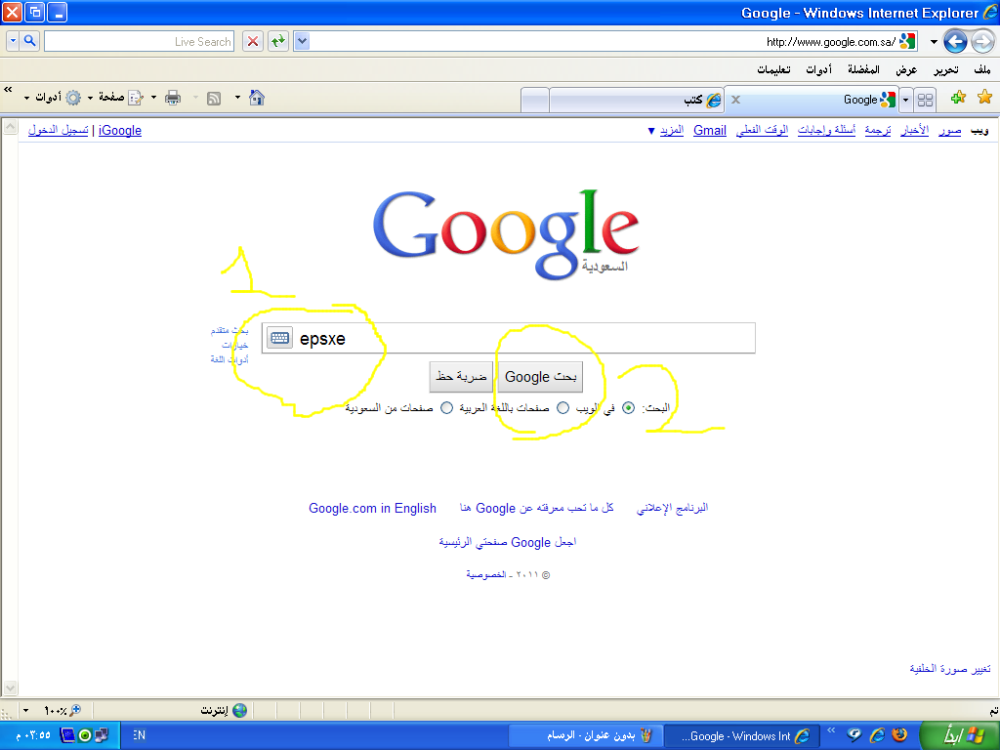 Google - Windows Internet Explorer
http://www.google.com.sa/
Live Search
ملف تحرير عرض المفضلة أدوات تعليمات
Google
كتب
صفحة
أدوات
ويب صور الأخبار ترجمة أسئلة وإجابات الوقت الفعلي Gmail المزيد ▼
iGoogle | تسجيل الدخول
Google
السعودية
1
epsxe
بحث متقدم
خيارات
أدوات اللغة
بحث Google
ضربة حظ
2
البحث: في الويب صفحات باللغة العربية صفحات من السعودية
البرنامج الإعلاني كل ما تحب معرفته عن Google هنا Google.com in English
اجعل Google صفحتي الرئيسية
© ٢٠١١ - الخصوصية
تغيير صورة الخلفية
تم
إنترنت
١٠٠%
ابدأ
Google - Windows Int...
بدون عنوان - الرسام
EN
٠٣:٥٥ م